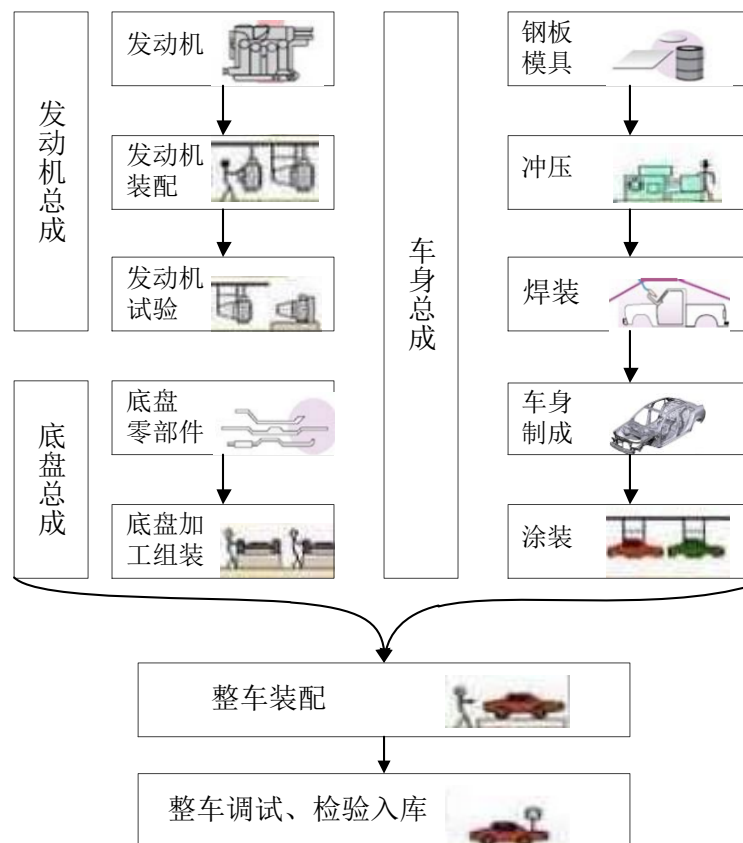 发动机总成
发动机
发动机
装配
发动机
试验
底盘总成
底盘
零部件
底盘加
工组装
车身总成
钢板
模具
冲压
焊装
车身
制成
涂装
整车装配
整车调试、检验入库